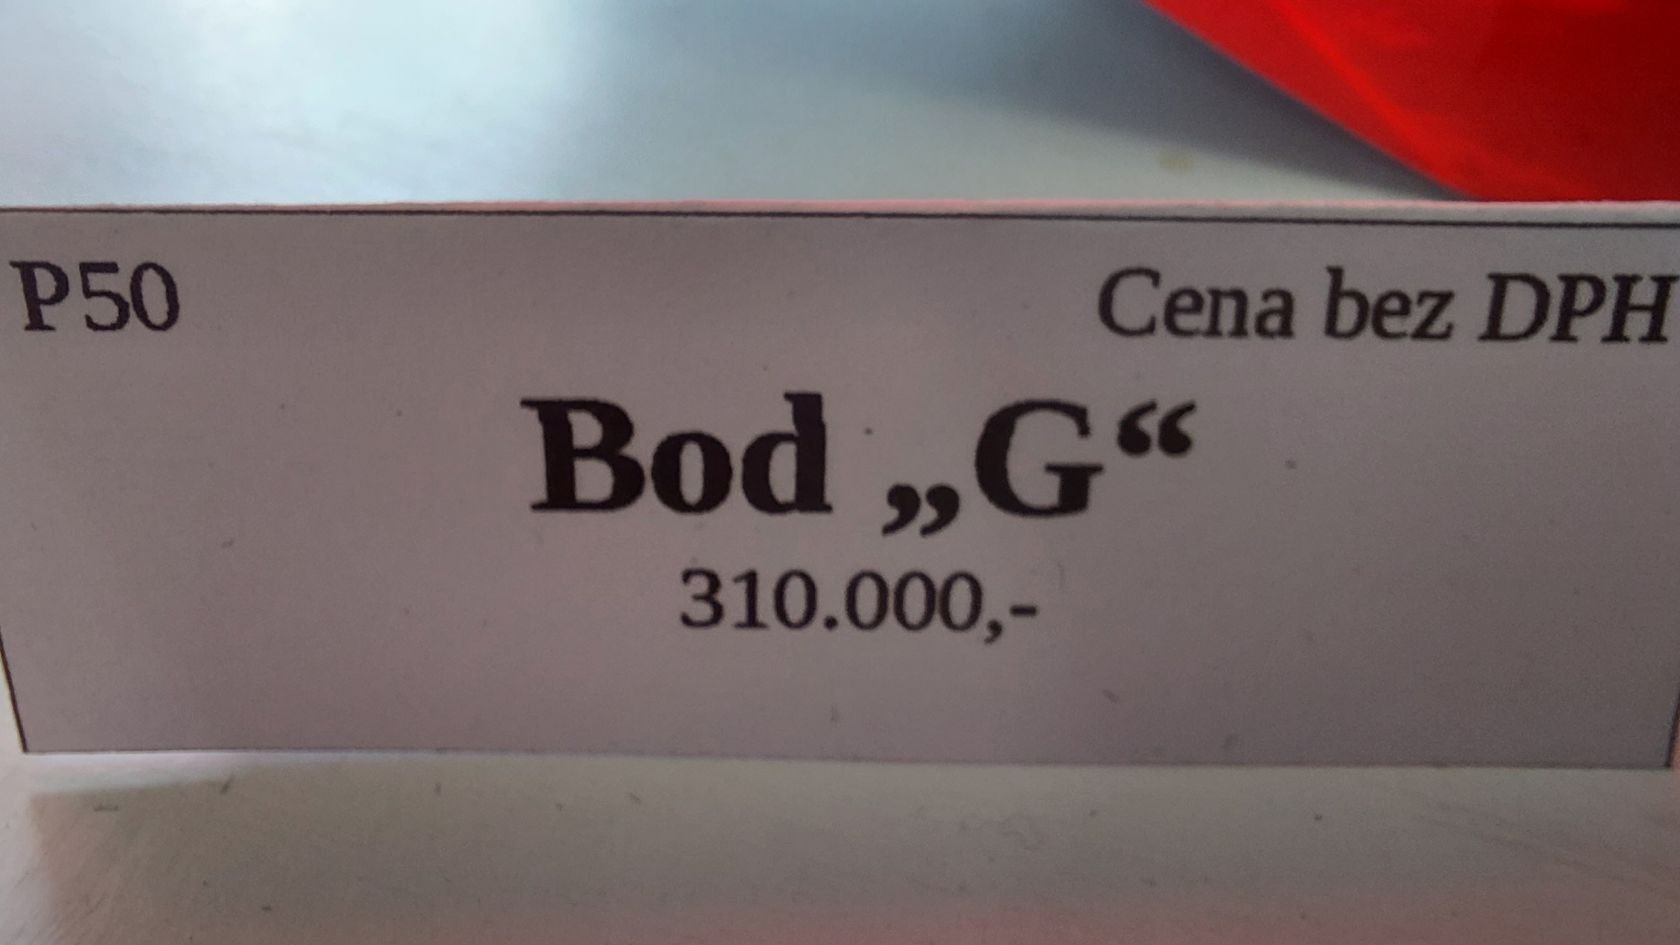 P50 Cena bez DPH
Bod „G“
310.000,-